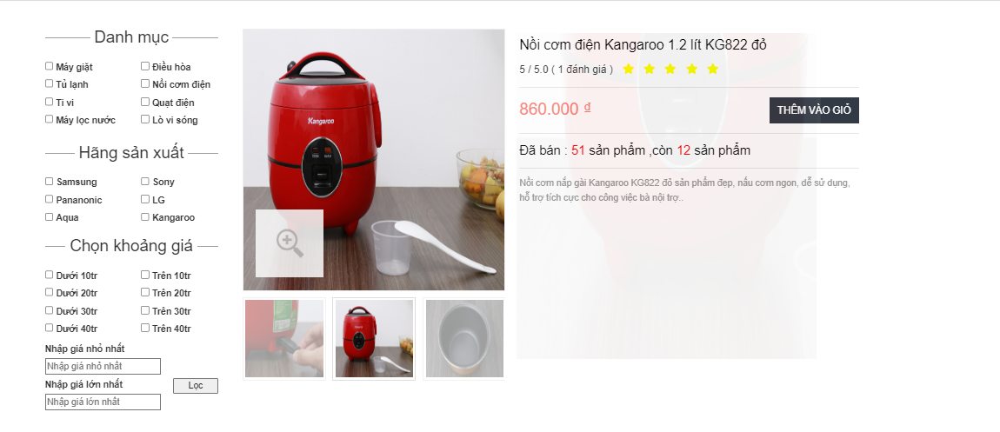 Danh mục
Máy giặt
Điều hòa
Tủ lạnh
Nồi cơm điện
Ti vi
Quạt điện
Máy lọc nước
Lò vi sóng
Hãng sản xuất
Samsung
Sony
Pananonic
LG
Aqua
Kangaroo
Chọn khoảng giá
Dưới 10tr
Trên 10tr
Dưới 20tr
Trên 20tr
Dưới 30tr
Trên 30tr
Dưới 40tr
Trên 40tr
Nhập giá nhỏ nhất
Nhập giá nhỏ nhất
Nhập giá lớn nhất
Lọc
Nhập giá lớn nhất
Kangaroo
Nồi cơm điện Kangaroo 1.2 lít KG822 đỏ
5 / 5.0 ( 1 đánh giá )
860.000 ₫
THÊM VÀO GIỎ
Đã bán : 51 sản phẩm ,còn 12 sản phẩm
Nồi cơm nắp gài Kangaroo KG822 đỏ sản phẩm đẹp, nấu cơm ngon, dễ sử dụng,
hỗ trợ tích cực cho công việc bà nội trợ..